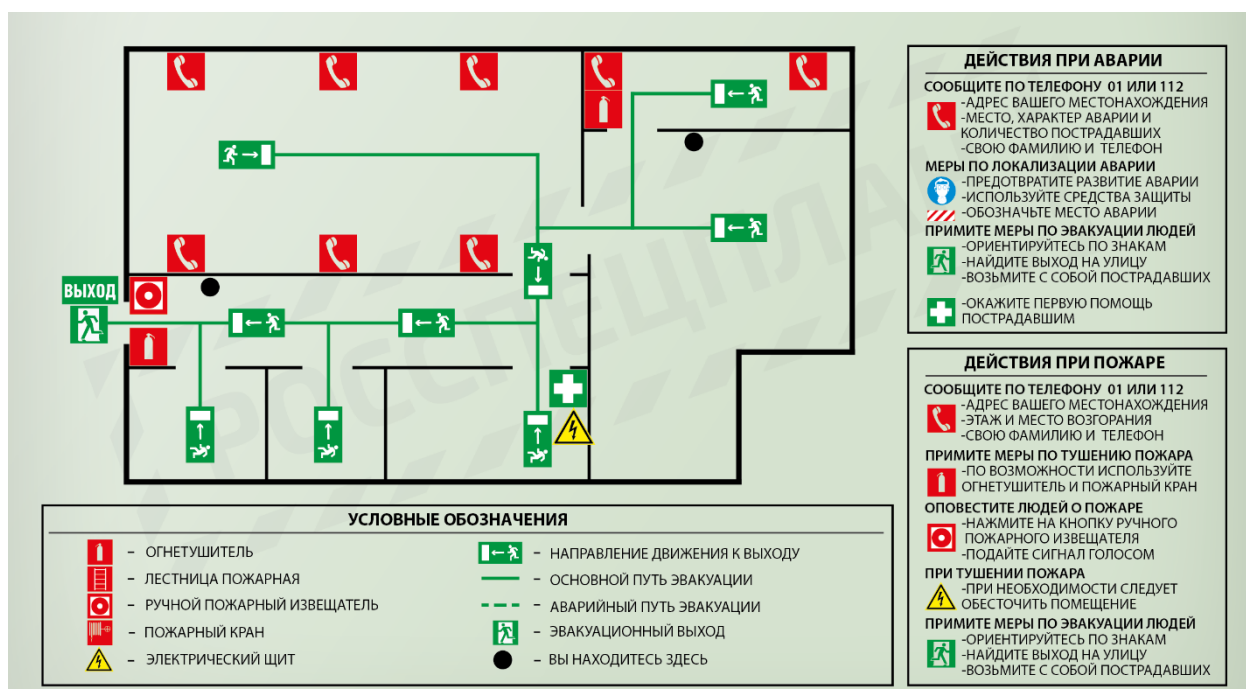 ВЫХОД
РОССПЕЦПЛАН
ДЕЙСТВИЯ ПРИ АВАРИИ
СООБЩИТЕ ПО ТЕЛЕФОНУ 01 ИЛИ 112
-АДРЕС ВАШЕГО МЕСТОНАХОЖДЕНИЯ
-МЕСТО, ХАРАКТЕР АВАРИИ И
КОЛИЧЕСТВО ПОСТРАДАВШИХ
-СВОЮ ФАМИЛИЮ И ТЕЛЕФОН
МЕРЫ ПО ЛОКАЛИЗАЦИИ АВАРИИ
-ПРЕДОТВРАТИТЕ РАЗВИТИЕ АВАРИИ
-ИСПОЛЬЗУЙТЕ СРЕДСТВА ЗАЩИТЫ
-ОБОЗНАЧЬТЕ МЕСТО АВАРИИ
ПРИМИТЕ МЕРЫ ПО ЭВАКУАЦИИ ЛЮДЕЙ
-ОРИЕНТИРУЙТЕСЬ ПО ЗНАКАМ
-НАЙДИТЕ ВЫХОД НА УЛИЦУ
-ВОЗЬМИТЕ С СОБОЙ ПОСТРАДАВШИХ
-ОКАЖИТЕ ПЕРВУЮ ПОМОЩЬ
ПОСТРАДАВШИМ
ДЕЙСТВИЯ ПРИ ПОЖАРЕ
СООБЩИТЕ ПО ТЕЛЕФОНУ 01 ИЛИ 112
-АДРЕС ВАШЕГО МЕСТОНАХОЖДЕНИЯ
-ЭТАЖ И МЕСТО ВОЗГОРАНИЯ
-СВОЮ ФАМИЛИЮ И ТЕЛЕФОН
ПРИМИТЕ МЕРЫ ПО ТУШЕНИЮ ПОЖАРА
-ПО ВОЗМОЖНОСТИ ИСПОЛЬЗУЙТЕ
ОГНЕТУШИТЕЛЬ И ПОЖАРНЫЙ КРАН
ОПОВЕСТИТЕ ЛЮДЕЙ О ПОЖАРЕ
-НАЖМИТЕ НА КНОПКУ РУЧНОГО
ПОЖАРНОГО ИЗВЕЩАТЕЛЯ
-ПОДАЙТЕ СИГНАЛ ГОЛОСОМ
ПРИ ТУШЕНИИ ПОЖАРА
-ПРИ НЕОБХОДИМОСТИ СЛЕДУЕТ
ОБЕСТОЧИТЬ ПОМЕЩЕНИЕ
ПРИМИТЕ МЕРЫ ПО ЭВАКУАЦИИ ЛЮДЕЙ
-ОРИЕНТИРУЙТЕСЬ ПО ЗНАКАМ
-НАЙДИТЕ ВЫХОД НА УЛИЦУ
-ВОЗЬМИТЕ С СОБОЙ ПОСТРАДАВШИХ
УСЛОВНЫЕ ОБОЗНАЧЕНИЯ
– ОГНЕТУШИТЕЛЬ
– ЛЕСТНИЦА ПОЖАРНАЯ
– РУЧНОЙ ПОЖАРНЫЙ ИЗВЕЩАТЕЛЬ
– ПОЖАРНЫЙ КРАН
– ЭЛЕКТРИЧЕСКИЙ ЩИТ
– НАПРАВЛЕНИЕ ДВИЖЕНИЯ К ВЫХОДУ
– ОСНОВНОЙ ПУТЬ ЭВАКУАЦИИ
– АВАРИЙНЫЙ ПУТЬ ЭВАКУАЦИИ
– ЭВАКУАЦИОННЫЙ ВЫХОД
– ВЫ НАХОДИТЕСЬ ЗДЕСЬ